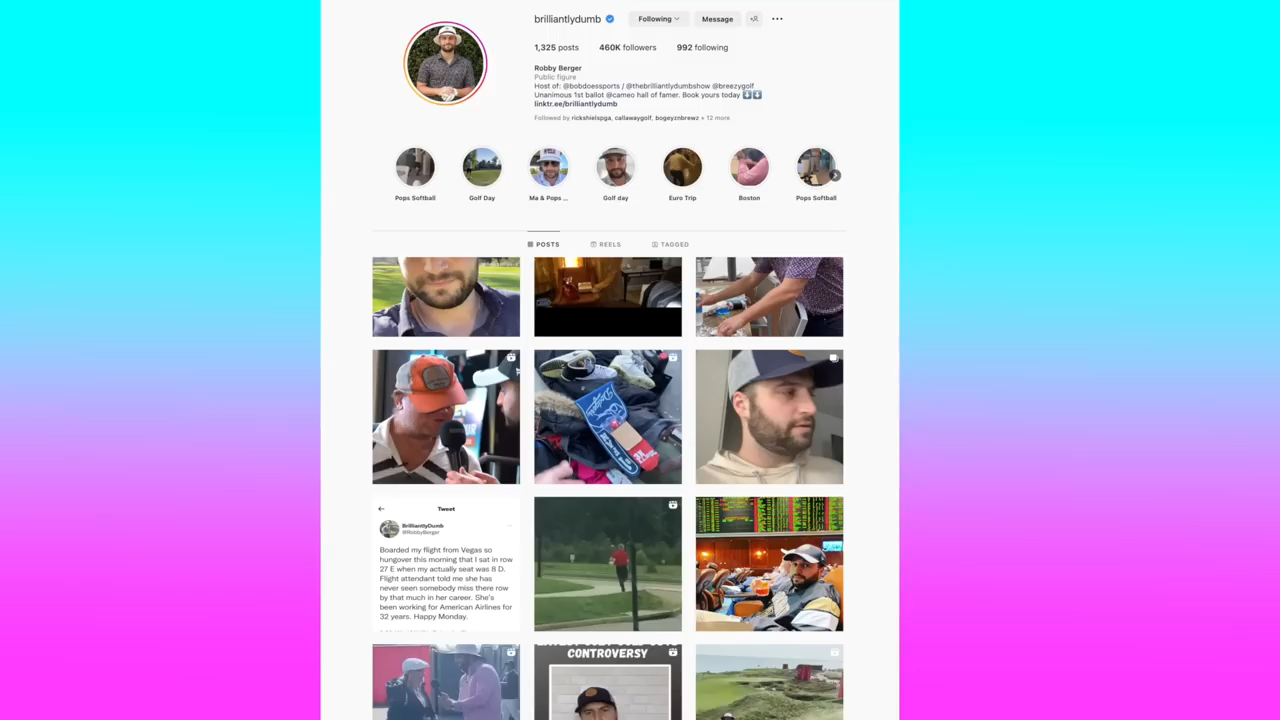 brilliantlydumb
Following
Message
1,325 posts
460K followers
992 following
Robby Berger
Public figure
Host of: @bobdoessports / @thebrilliantlydumbshow @breezygolf
Unanimous 1st ballot @cameo hall of famer. Book yours today
linktr.ee/brilliantlydumb
Followed by rickshielspga, callawaygolf, bogeyznbrewz + 12 more
Pops Softball
Golf Day
Ma & Pops ...
Golf day
Euro Trip
Boston
Pops Softball
POSTS
REELS
TAGGED
Dodgers
Tweet
BrilliantlyDumb
@RobbyBerger
Boarded my flight from Vegas so
hungover this morning that I sat in row
27 E when my actually seat was 8 D.
Flight attendant told me she has
never seen somebody miss there row
by that much in her career. She's
been working for American Airlines for
32 years. Happy Monday.
CONTROVERSY